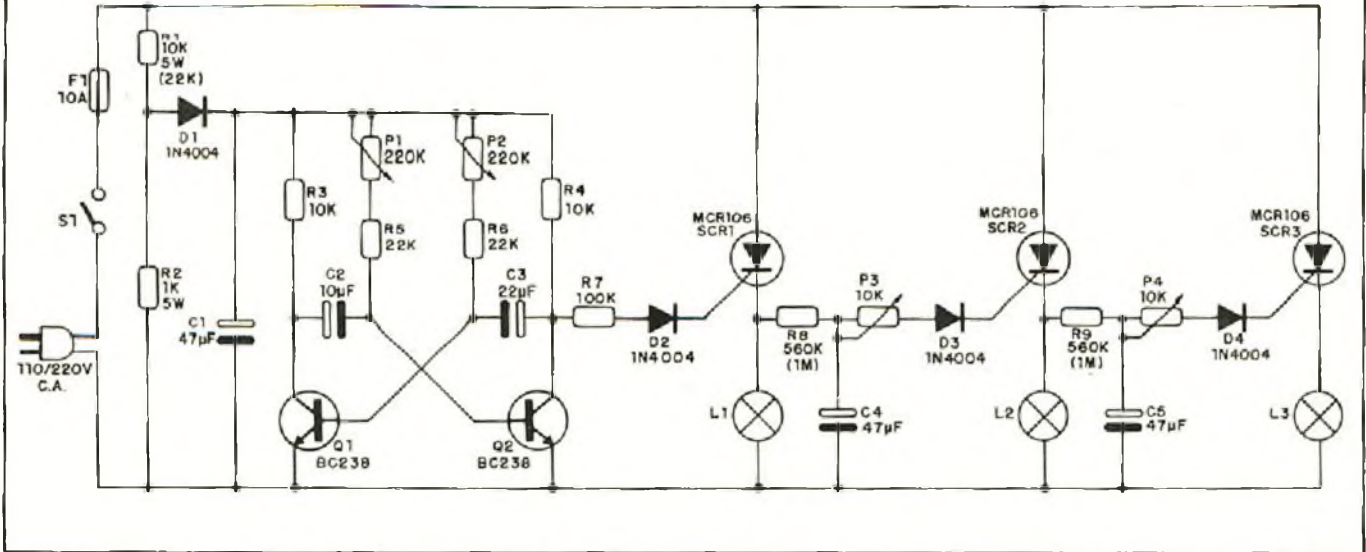 R1
10K
5W
(22K)
F1
10A
D1
1N4004
S1
R2
1K
5W
C1
47µF
110/220V
C.A.
R3
10K
P1
220K
P2
220K
R5
22K
R6
22K
R4
10K
C2
10µF
C3
22µF
Q1
BC238
Q2
BC238
R7
100K
D2
1N4004
MCR106
SCR1
L1
R8
560K
(1M)
P3
10K
D3
1N4004
C4
47µF
MCR106
SCR2
L2
R9
560K
(1M)
P4
10K
D4
1N4004
C5
47µF
MCR106
SCR3
L3